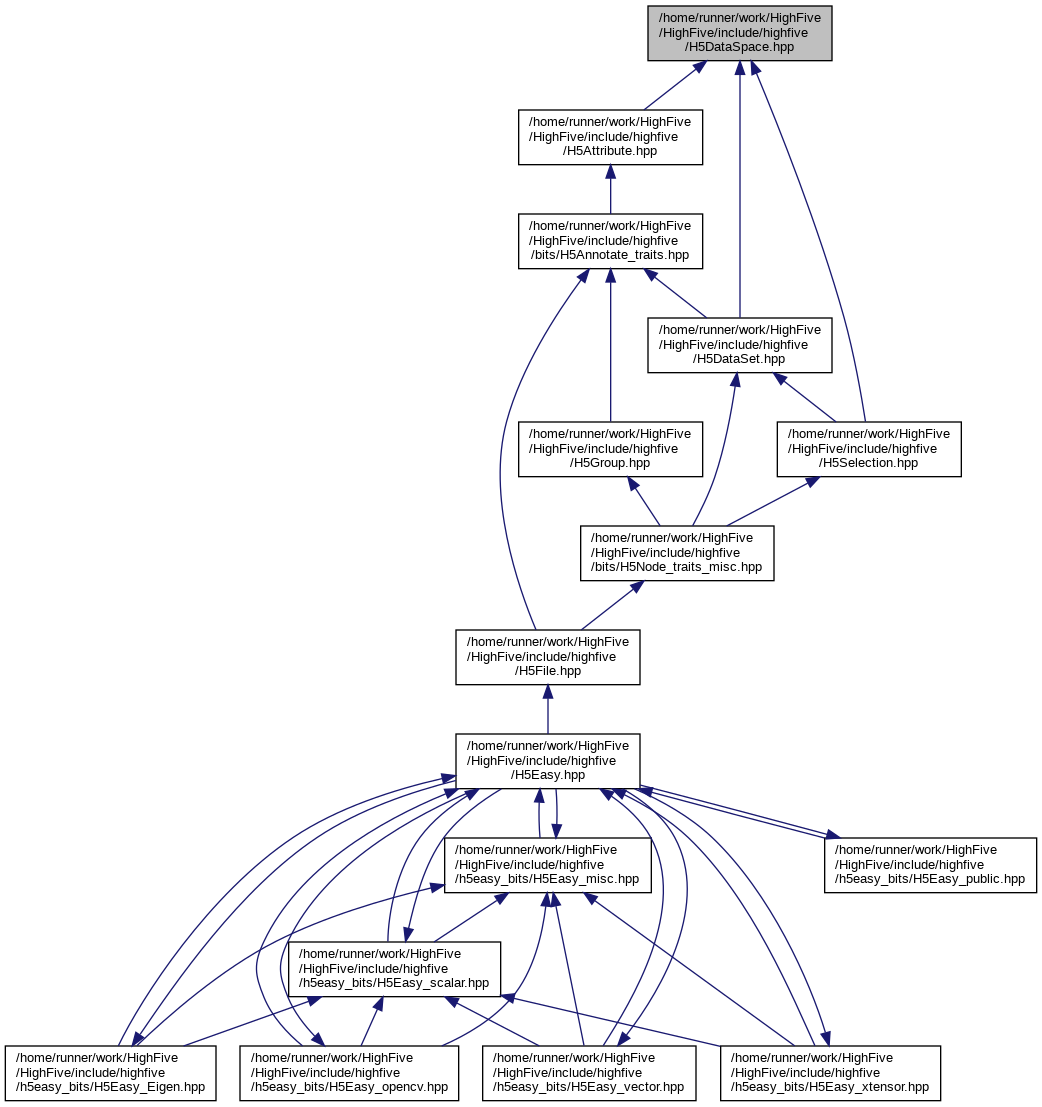 /home/runner/work/HighFive
/HighFive/include/highfive
/H5DataSpace.hpp
/home/runner/work/HighFive
/HighFive/include/highfive
/H5Attribute.hpp
/home/runner/work/HighFive
/HighFive/include/highfive
/bits/H5Annotate_traits.hpp
/home/runner/work/HighFive
/HighFive/include/highfive
/H5DataSet.hpp
/home/runner/work/HighFive
/HighFive/include/highfive
/H5Group.hpp
/home/runner/work/HighFive
/HighFive/include/highfive
/H5Selection.hpp
/home/runner/work/HighFive
/HighFive/include/highfive
/bits/H5Node_traits_misc.hpp
/home/runner/work/HighFive
/HighFive/include/highfive
/H5File.hpp
/home/runner/work/HighFive
/HighFive/include/highfive
/H5Easy.hpp
/home/runner/work/HighFive
/HighFive/include/highfive
/h5easy_bits/H5Easy_misc.hpp
/home/runner/work/HighFive
/HighFive/include/highfive
/h5easy_bits/H5Easy_public.hpp
/home/runner/work/HighFive
/HighFive/include/highfive
/h5easy_bits/H5Easy_scalar.hpp
/home/runner/work/HighFive
/HighFive/include/highfive
/h5easy_bits/H5Easy_Eigen.hpp
/home/runner/work/HighFive
/HighFive/include/highfive
/h5easy_bits/H5Easy_opencv.hpp
/home/runner/work/HighFive
/HighFive/include/highfive
/h5easy_bits/H5Easy_vector.hpp
/home/runner/work/HighFive
/HighFive/include/highfive
/h5easy_bits/H5Easy_xtensor.hpp